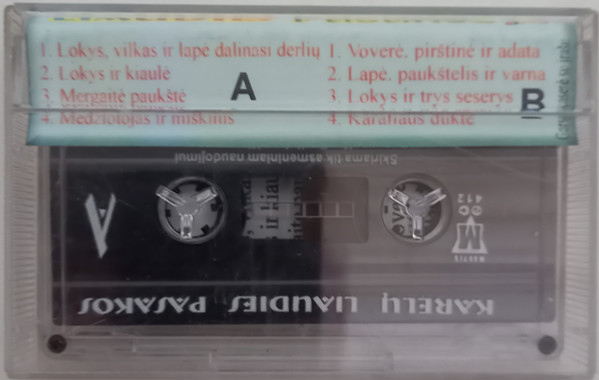 1. Lokys, vilkas ir lapė dalinasi derlių
2. Lokys ir kiaulė
3. Mergaitė paukštė
4. Medžiotojas ir miškinis
A
1. Voverė, pirštinė ir adata
2. Lapė, paukštelis ir varna
3. Lokys ir trys seserys
4. Karaliaus duktė
B
Skiriama tik asmeniniam naudojimui
A
412
KARELŲ LIAUDIES PASAKOS